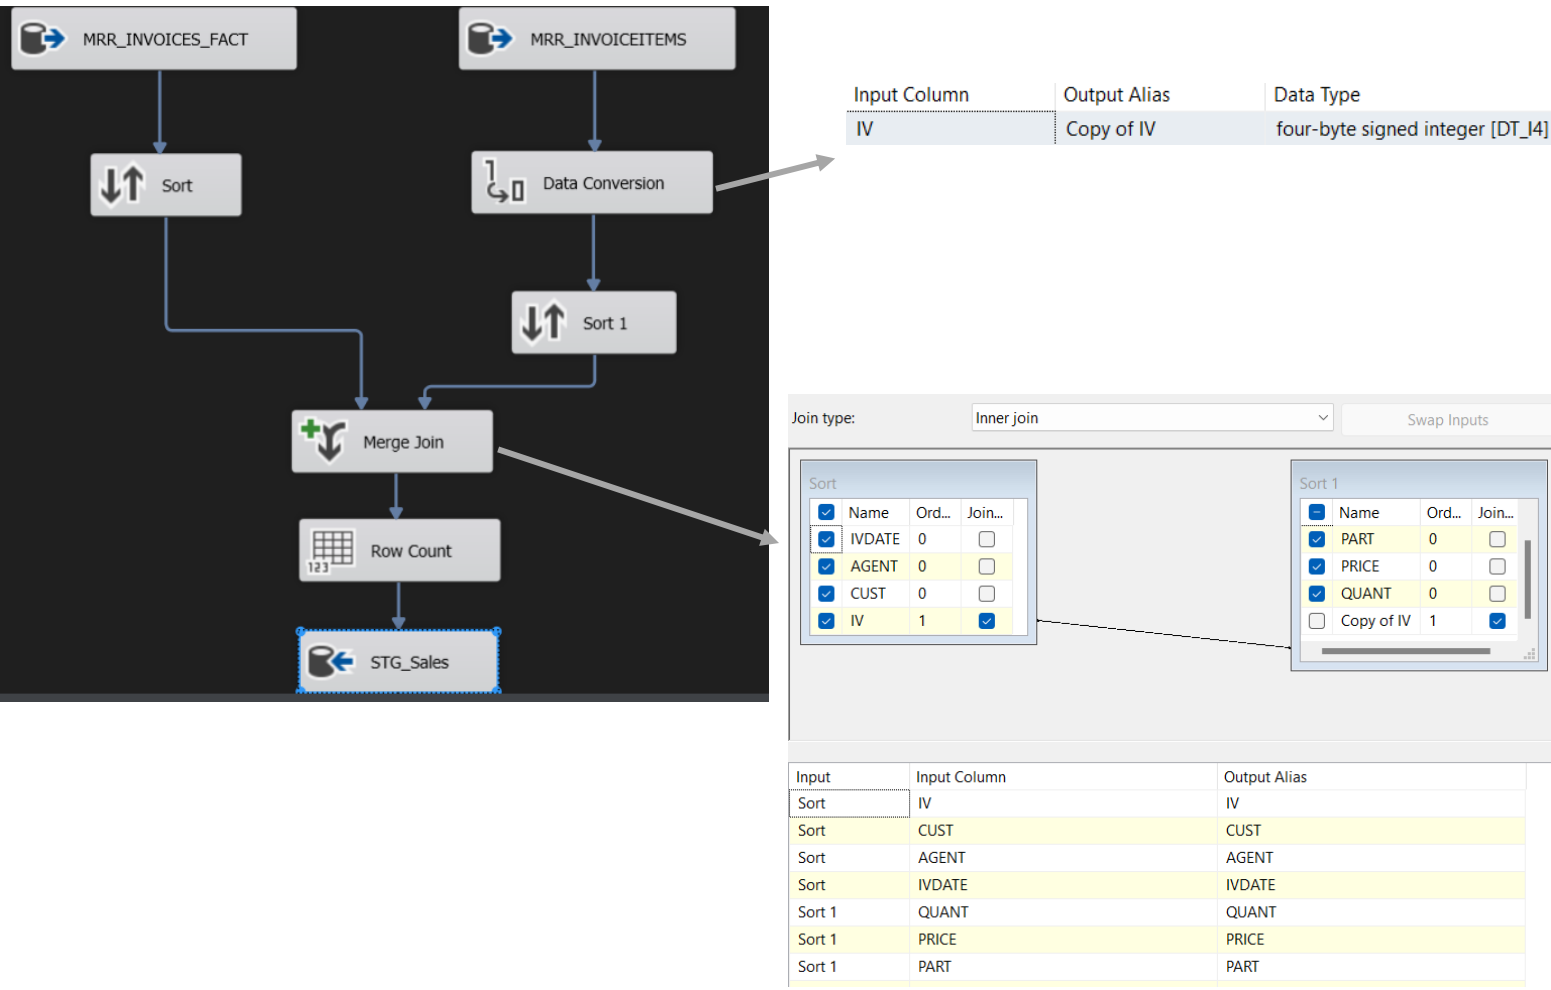 MRR_INVOICES_FACT
MRR_INVOICEITEMS
Sort
Data Conversion
Sort 1
Merge Join
Row Count
123
STG_Sales
Input Column Output Alias Data Type
IV Copy of IV four-byte signed integer [DT_I4]
Join type: Inner join Swap Inputs
Sort
Name Ord... Join...
IVDATE 0
AGENT 0
CUST 0
IV 1
Sort 1
Name Ord... Join...
PART 0
PRICE 0
QUANT 0
Copy of IV 1
Input Input Column Output Alias
Sort IV IV
Sort CUST CUST
Sort AGENT AGENT
Sort IVDATE IVDATE
Sort 1 QUANT QUANT
Sort 1 PRICE PRICE
Sort 1 PART PART